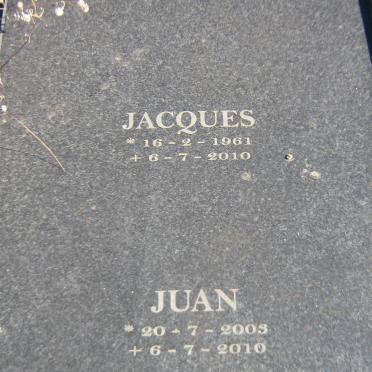 JACQUES
* 16 - 2 - 1961
+ 6 - 7 - 2010
JUAN
* 20 - 7 - 2003
+ 6 - 7 - 2010